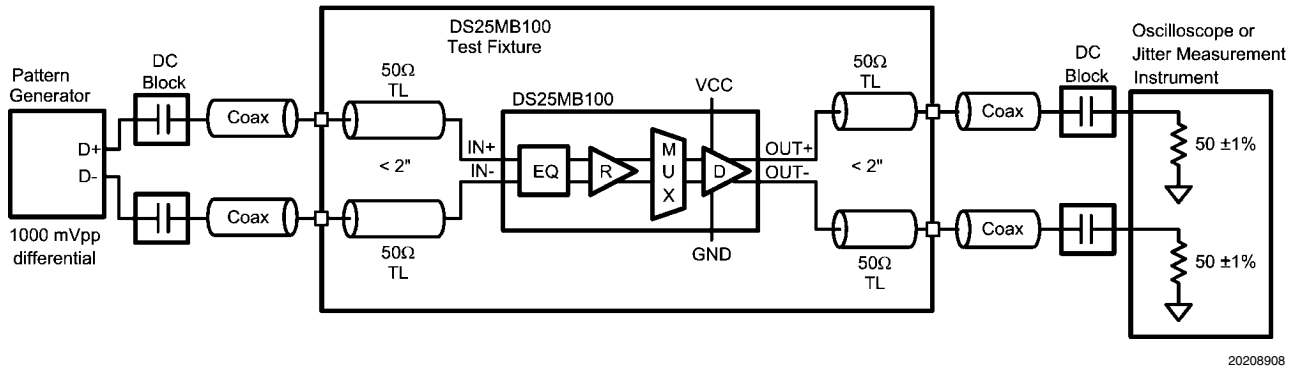 DS25MB100
Test Fixture
Oscilloscope or
Jitter Measurement
Instrument
Pattern
Generator
DC
Block
50Ω
TL
50Ω
TL
DC
Block
Coax
DS25MB100
VCC
Coax
50 ±1%
D+
D-
IN+
IN-
< 2"
EQ
R
M
U
X
D
OUT+
OUT-
< 2"
Coax
Coax
1000 mVpp
differential
50Ω
TL
GND
50Ω
TL
50 ±1%
20208908